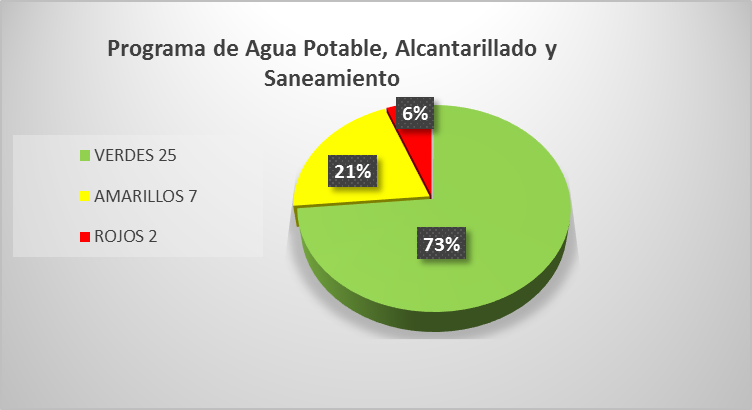 Programa de Agua Potable, Alcantarillado y
Saneamiento
VERDES 25
AMARILLOS 7
ROJOS 2
6%
21%
73%